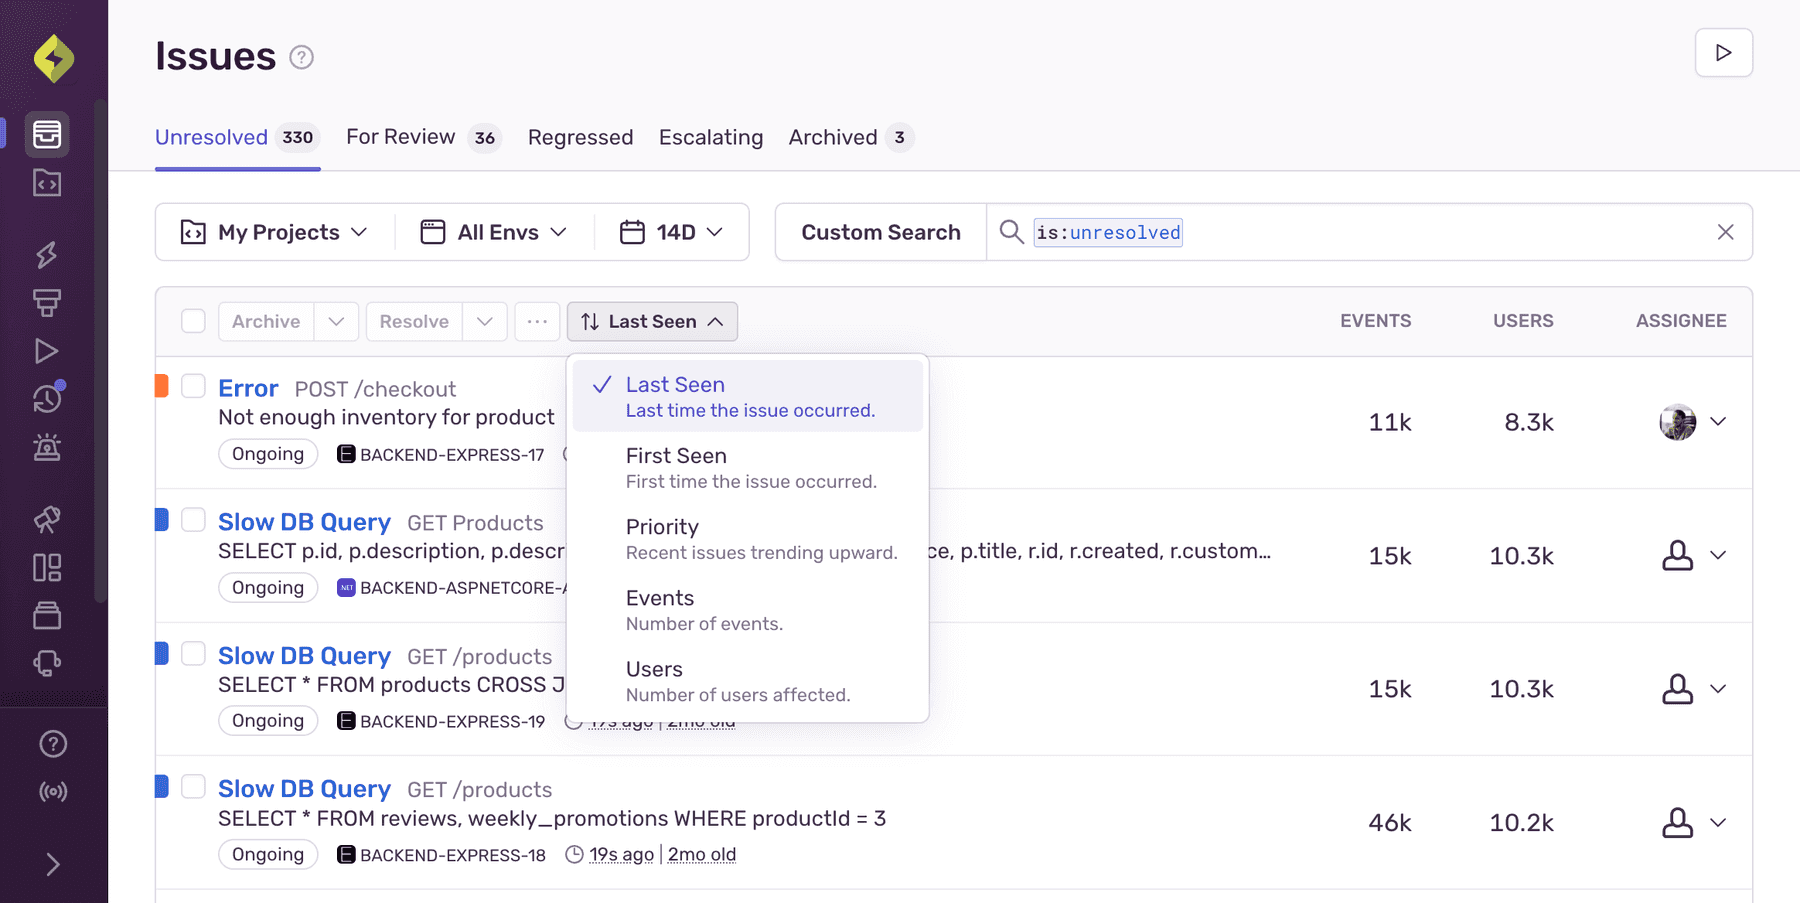 Issues ?
Unresolved 330 For Review 36 Regressed Escalating Archived 3
My Projects All Envs 14D Custom Search is:unresolved
Archive Resolve ... Last Seen EVENTS USERS ASSIGNEE
Error POST /checkout
Not enough inventory for product
Ongoing BACKEND-EXPRESS-17
11k 8.3k
Last Seen
Last time the issue occurred.
First Seen
First time the issue occurred.
Priority
Recent issues trending upward.
Events
Number of events.
Users
Number of users affected.
Slow DB Query GET Products
SELECT p.id, p.description, p.descri ce, p.title, r.id, r.created, r.custom...
Ongoing .NET BACKEND-ASPNETCORE-A
15k 10.3k
Slow DB Query GET /products
SELECT * FROM products CROSS J
Ongoing BACKEND-EXPRESS-19 19s ago | 2mo old
15k 10.3k
Slow DB Query GET /products
SELECT * FROM reviews, weekly_promotions WHERE productId = 3
Ongoing BACKEND-EXPRESS-18 19s ago | 2mo old
46k 10.2k